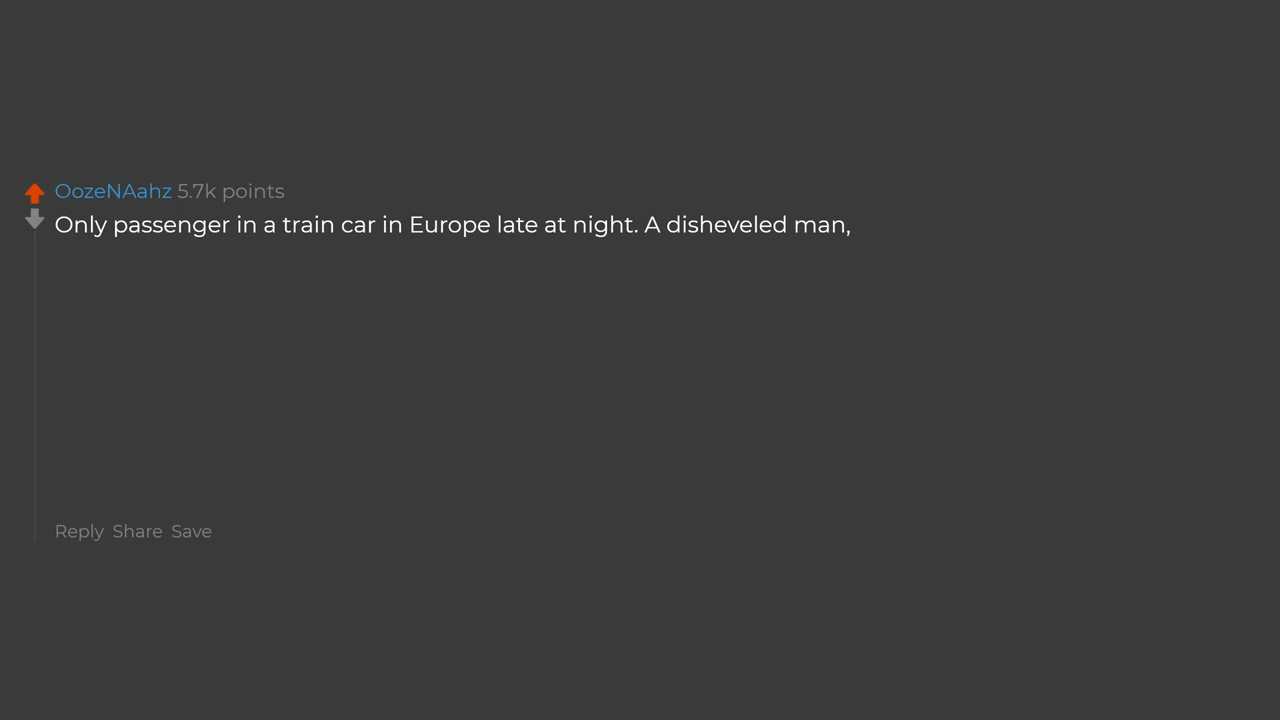 OozeNAahz 5.7k points
Only passenger in a train car in Europe late at night. A disheveled man,
Reply Share Save